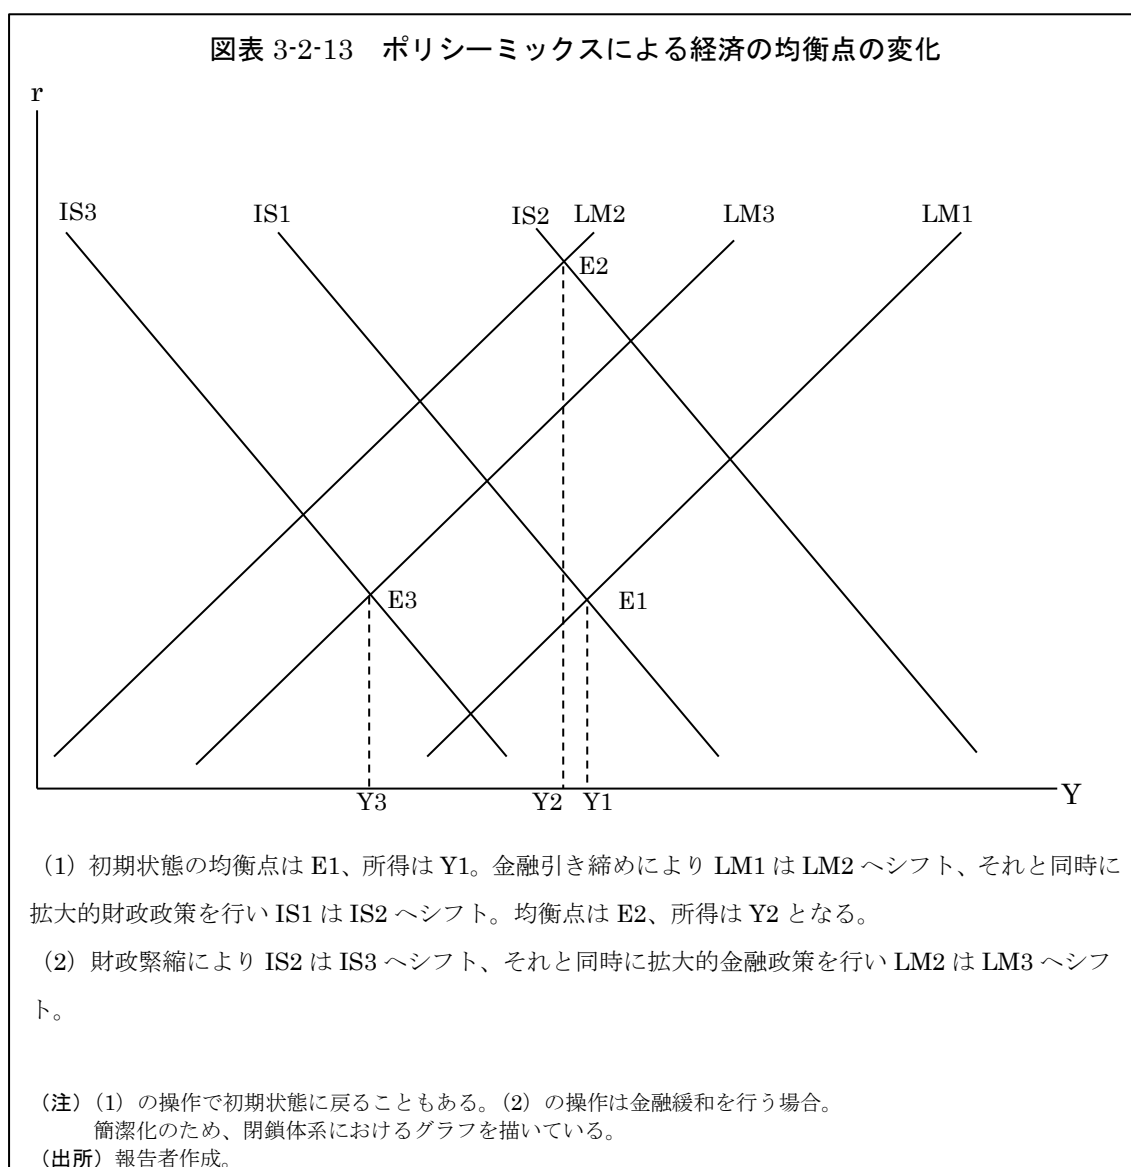 図表 3-2-13　ポリシーミックスによる経済の均衡点の変化
r
IS3
IS1
IS2
LM2
LM3
LM1
E2
E3
E1
Y3
Y2
Y1
Y
（1）初期状態の均衡点は E1、所得は Y1。金融引き締めにより LM1 は LM2 へシフト、それと同時に
拡大的財政政策を行い IS1 は IS2 へシフト。均衡点は E2、所得は Y2 となる。
（2）財政緊縮により IS2 は IS3 へシフト、それと同時に拡大的金融政策を行い LM2 は LM3 へシフ
ト。
（注）（1）の操作で初期状態に戻ることもある。（2）の操作は金融緩和を行う場合。
簡潔化のため、閉鎖体系におけるグラフを描いている。
（出所）報告者作成。